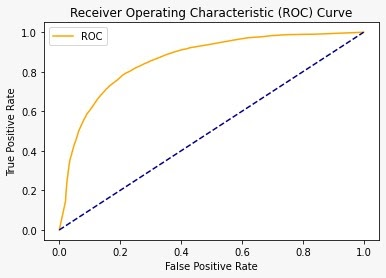 Receiver Operating Characteristic (ROC) Curve
ROC
True Positive Rate
1.0
0.8
0.6
0.4
0.2
0.0
0.0 0.2 0.4 0.6 0.8 1.0
False Positive Rate